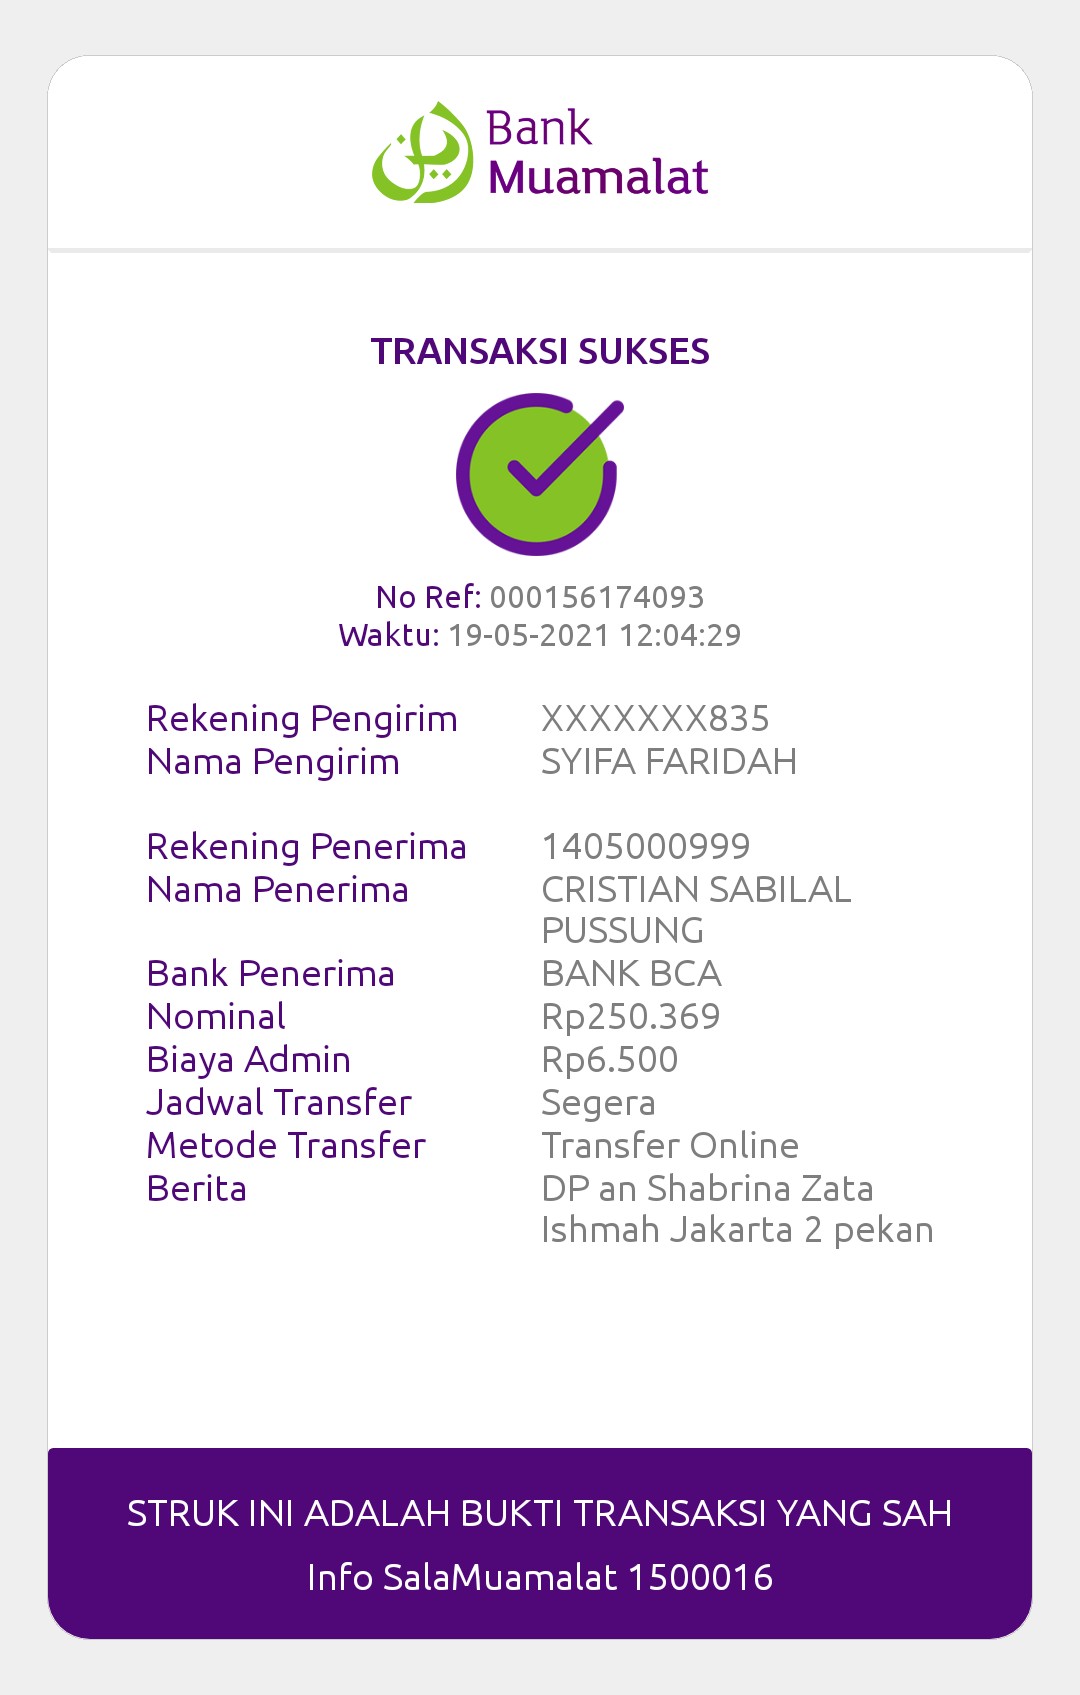 Bank
Muamalat
TRANSAKSI SUKSES
No Ref: 000156174093
Waktu: 19-05-2021 12:04:29
Rekening Pengirim XXXXXXX835
Nama Pengirim SYIFA FARIDAH
Rekening Penerima 1405000999
Nama Penerima CRISTIAN SABILAL
PUSSUNG
Bank Penerima BANK BCA
Nominal Rp250.369
Biaya Admin Rp6.500
Jadwal Transfer Segera
Metode Transfer Transfer Online
Berita DP an Shabrina Zata
Ishmah Jakarta 2 pekan
STRUK INI ADALAH BUKTI TRANSAKSI YANG SAH
Info SalaMuamalat 1500016